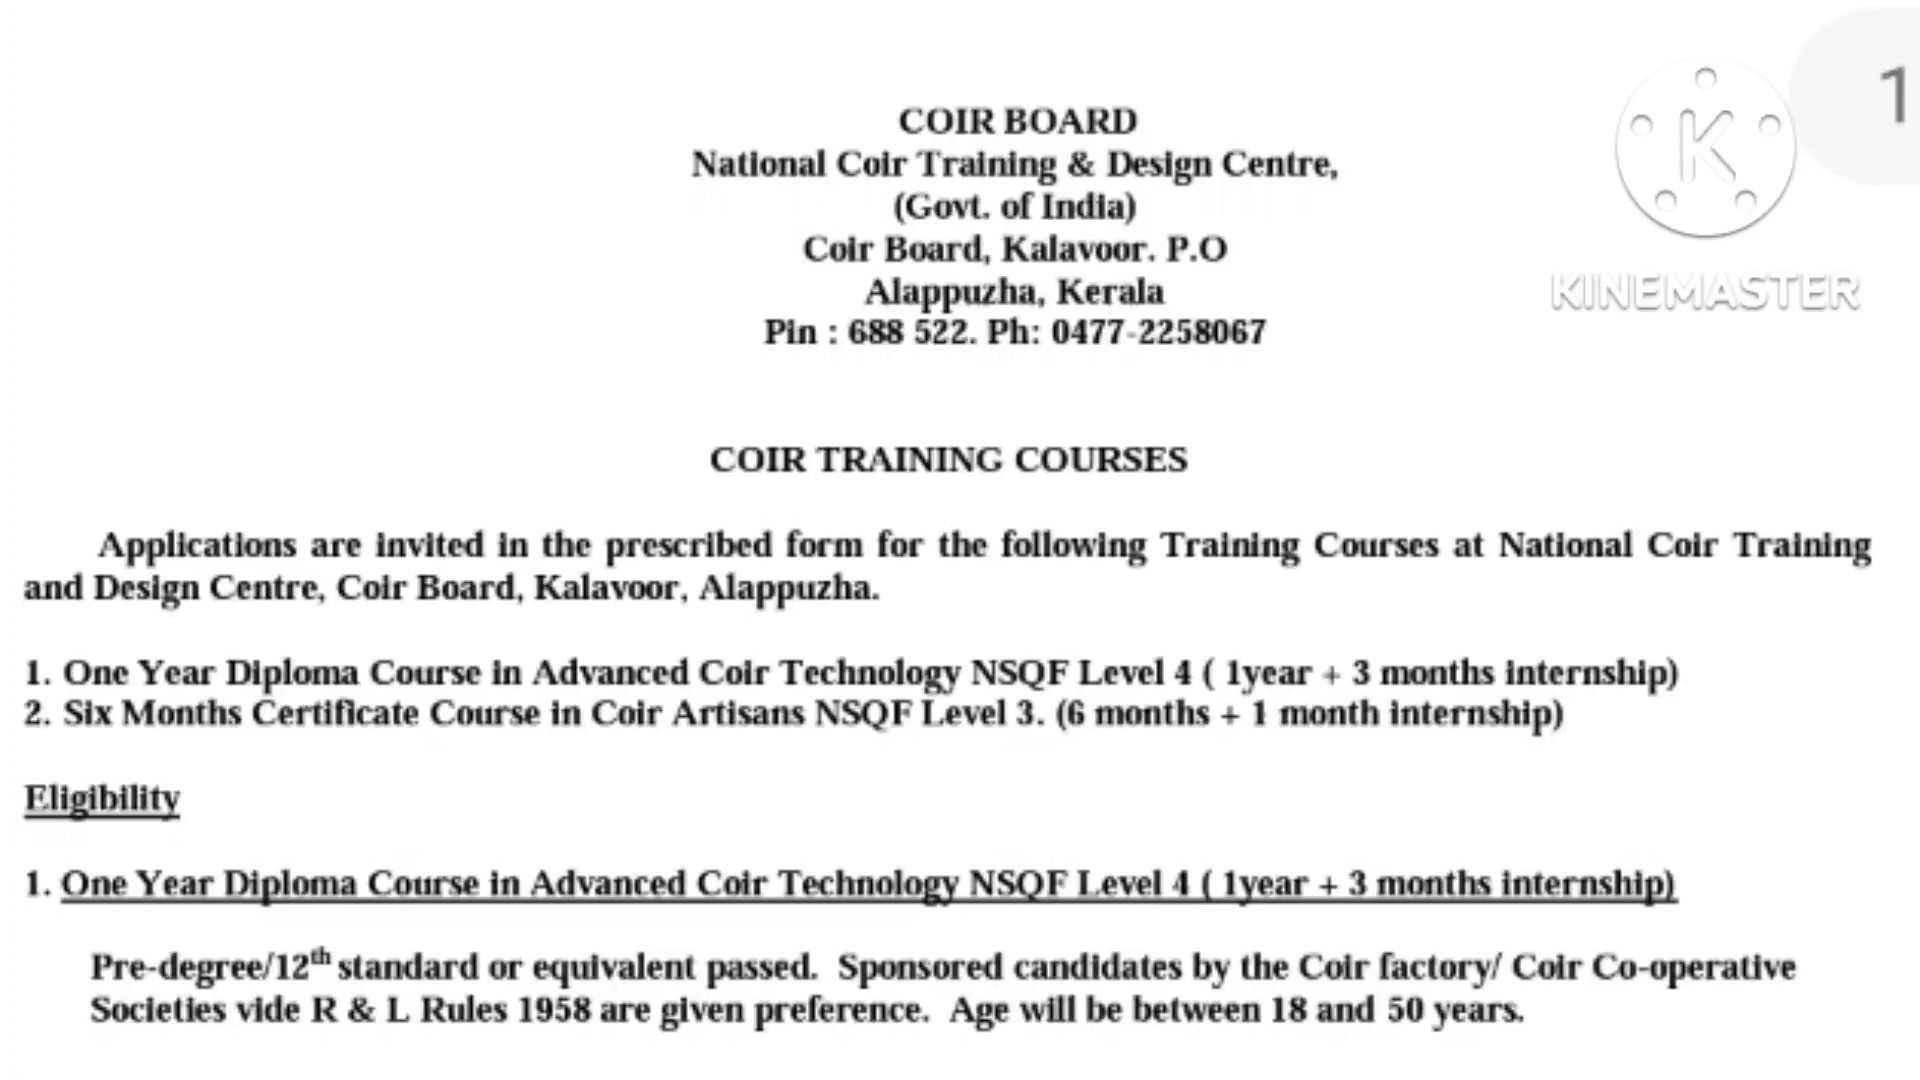 1
COIR BOARD
National Coir Training & Design Centre,
(Govt. of India)
Coir Board, Kalavoor. P.O
Alappuzha, Kerala
Pin : 688 522. Ph: 0477-2258067
K
KINEMASTER
COIR TRAINING COURSES
Applications are invited in the prescribed form for the following Training Courses at National Coir Training
and Design Centre, Coir Board, Kalavoor, Alappuzha.
1. One Year Diploma Course in Advanced Coir Technology NSQF Level 4 ( 1year + 3 months internship)
2. Six Months Certificate Course in Coir Artisans NSQF Level 3. (6 months + 1 month internship)
Eligibility
1. One Year Diploma Course in Advanced Coir Technology NSQF Level 4 ( 1year + 3 months internship)
Pre-degree/12th standard or equivalent passed. Sponsored candidates by the Coir factory/ Coir Co-operative
Societies vide R & L Rules 1958 are given preference. Age will be between 18 and 50 years.